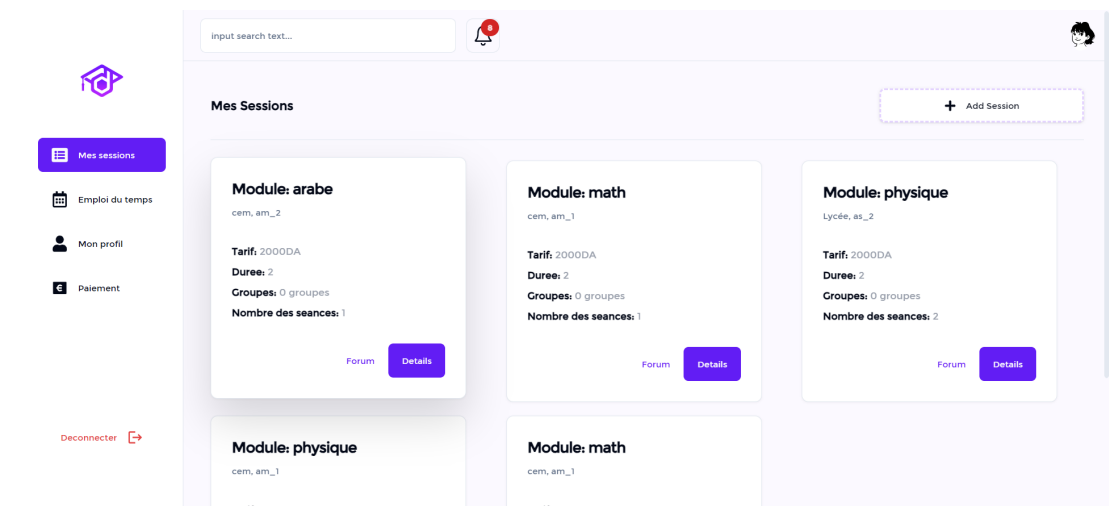 input search text...
8
Mes Sessions
Add Session
Mes sessions
Emploi du temps
Mon profil
Paiement
Deconnecter
Module: arabe
cem, am_2
Tarif: 2000DA
Duree: 2
Groupes: 0 groupes
Nombre des seances: 1
Forum
Details
Module: math
cem, am_1
Tarif: 2000DA
Duree: 2
Groupes: 0 groupes
Nombre des seances: 1
Forum
Details
Module: physique
Lycée, as_2
Tarif: 2000DA
Duree: 2
Groupes: 0 groupes
Nombre des seances: 2
Forum
Details
Module: physique
cem, am_1
Module: math
cem, am_1